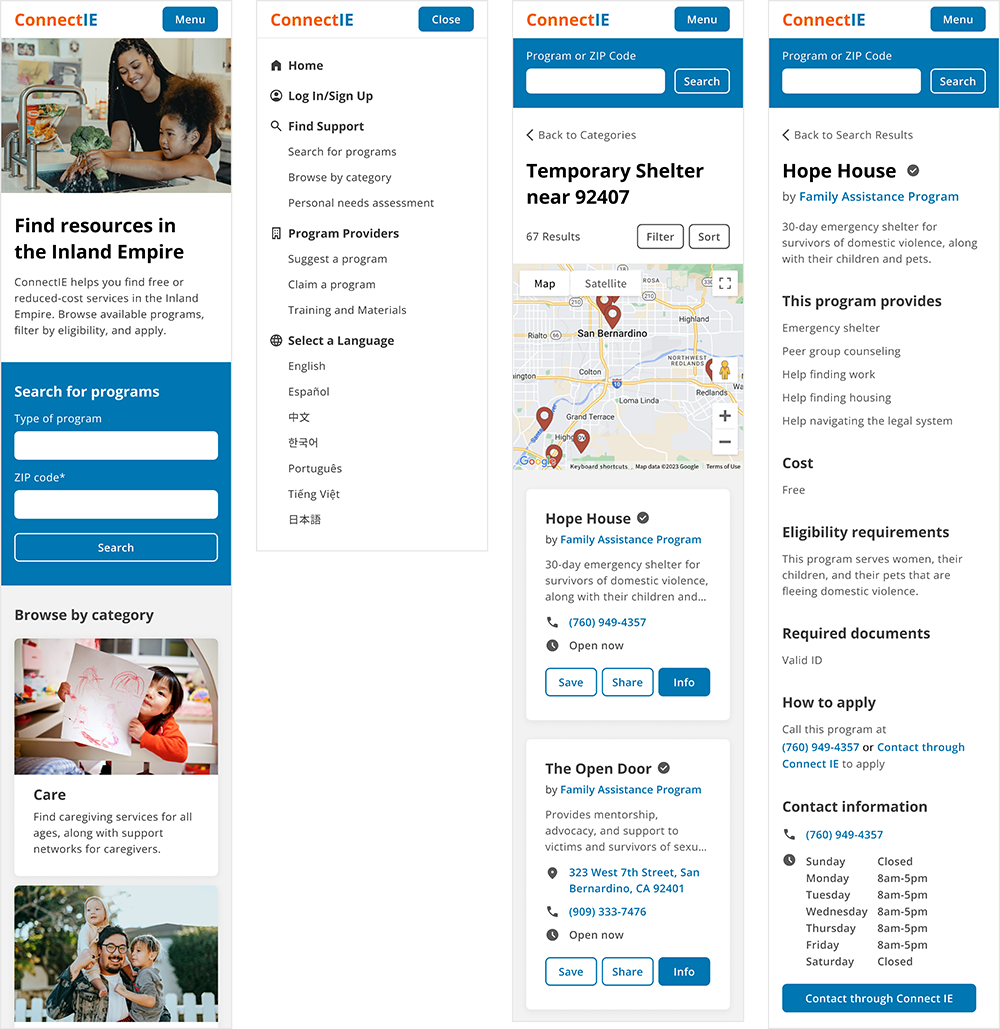 ConnectIE
Menu
Find resources in
the Inland Empire
ConnectIE helps you find free or
reduced-cost services in the Inland
Empire. Browse available programs,
filter by eligibility, and apply.
Search for programs
Type of program
ZIP code*
Search
Browse by category
Care
Find caregiving services for all
ages, along with support
networks for caregivers.
ConnectIE
Close
Home
Log In/Sign Up
Find Support
Search for programs
Browse by category
Personal needs assessment
Program Providers
Suggest a program
Claim a program
Training and Materials
Select a Language
English
Español
中文
한국어
Português
Tiếng Việt
日本語
ConnectIE
Menu
Program or ZIP Code
Search
Back to Categories
Temporary Shelter
near 92407
67 Results
Filter
Sort
Map
Satellite
ROSA
210
210
Highland
Rialto
66
San Bernardino
NORTHWEST
REDLANDS
Colton
ington
10
Redlands
Loma Linda
Grand Terrace
Highgro
Google
Keyboard shortcuts
Map data ©2023 Google
Terms of Use
Hope House
by Family Assistance Program
30-day emergency shelter for
survivors of domestic violence,
along with their children and...
(760) 949-4357
Open now
Save
Share
Info
The Open Door
by Family Assistance Program
Provides mentorship,
advocacy, and support to
victims and survivors of sexu...
323 West 7th Street, San
Bernardino, CA 92401
(909) 333-7476
Open now
Save
Share
Info
ConnectIE
Menu
Program or ZIP Code
Search
Back to Search Results
Hope House
by Family Assistance Program
30-day emergency shelter for
survivors of domestic violence, along
with their children and pets.
This program provides
Emergency shelter
Peer group counseling
Help finding work
Help finding housing
Help navigating the legal system
Cost
Free
Eligibility requirements
This program serves women, their
children, and their pets that are
fleeing domestic violence.
Required documents
Valid ID
How to apply
Call this program at
(760) 949-4357 or Contact through
Connect IE to apply
Contact information
(760) 949-4357
Sunday Closed
Monday 8am-5pm
Tuesday 8am-5pm
Wednesday 8am-5pm
Thursday 8am-5pm
Friday 8am-5pm
Saturday Closed
Contact through Connect IE